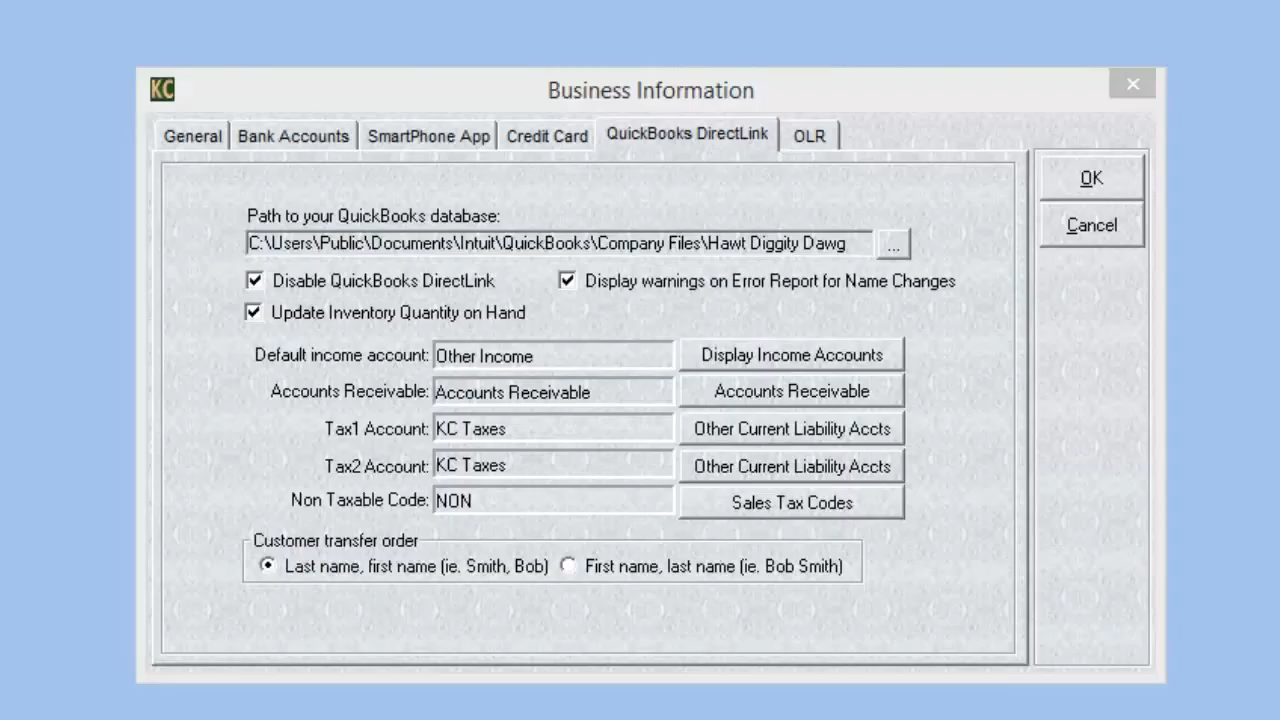 KC
Business Information
General
Bank Accounts
SmartPhone App
Credit Card
QuickBooks DirectLink
OLR
OK
Cancel
Path to your QuickBooks database:
C:\Users\Public\Documents\Intuit\QuickBooks\Company Files\Hawt Diggity Dawg
...
Disable QuickBooks DirectLink
Display warnings on Error Report for Name Changes
Update Inventory Quantity on Hand
Default income account: Other Income Display Income Accounts
Accounts Receivable: Accounts Receivable Accounts Receivable
Tax1 Account: KC Taxes Other Current Liability Accts
Tax2 Account: KC Taxes Other Current Liability Accts
Non Taxable Code: NON Sales Tax Codes
Customer transfer order
Last name, first name (ie. Smith, Bob)
First name, last name (ie. Bob Smith)